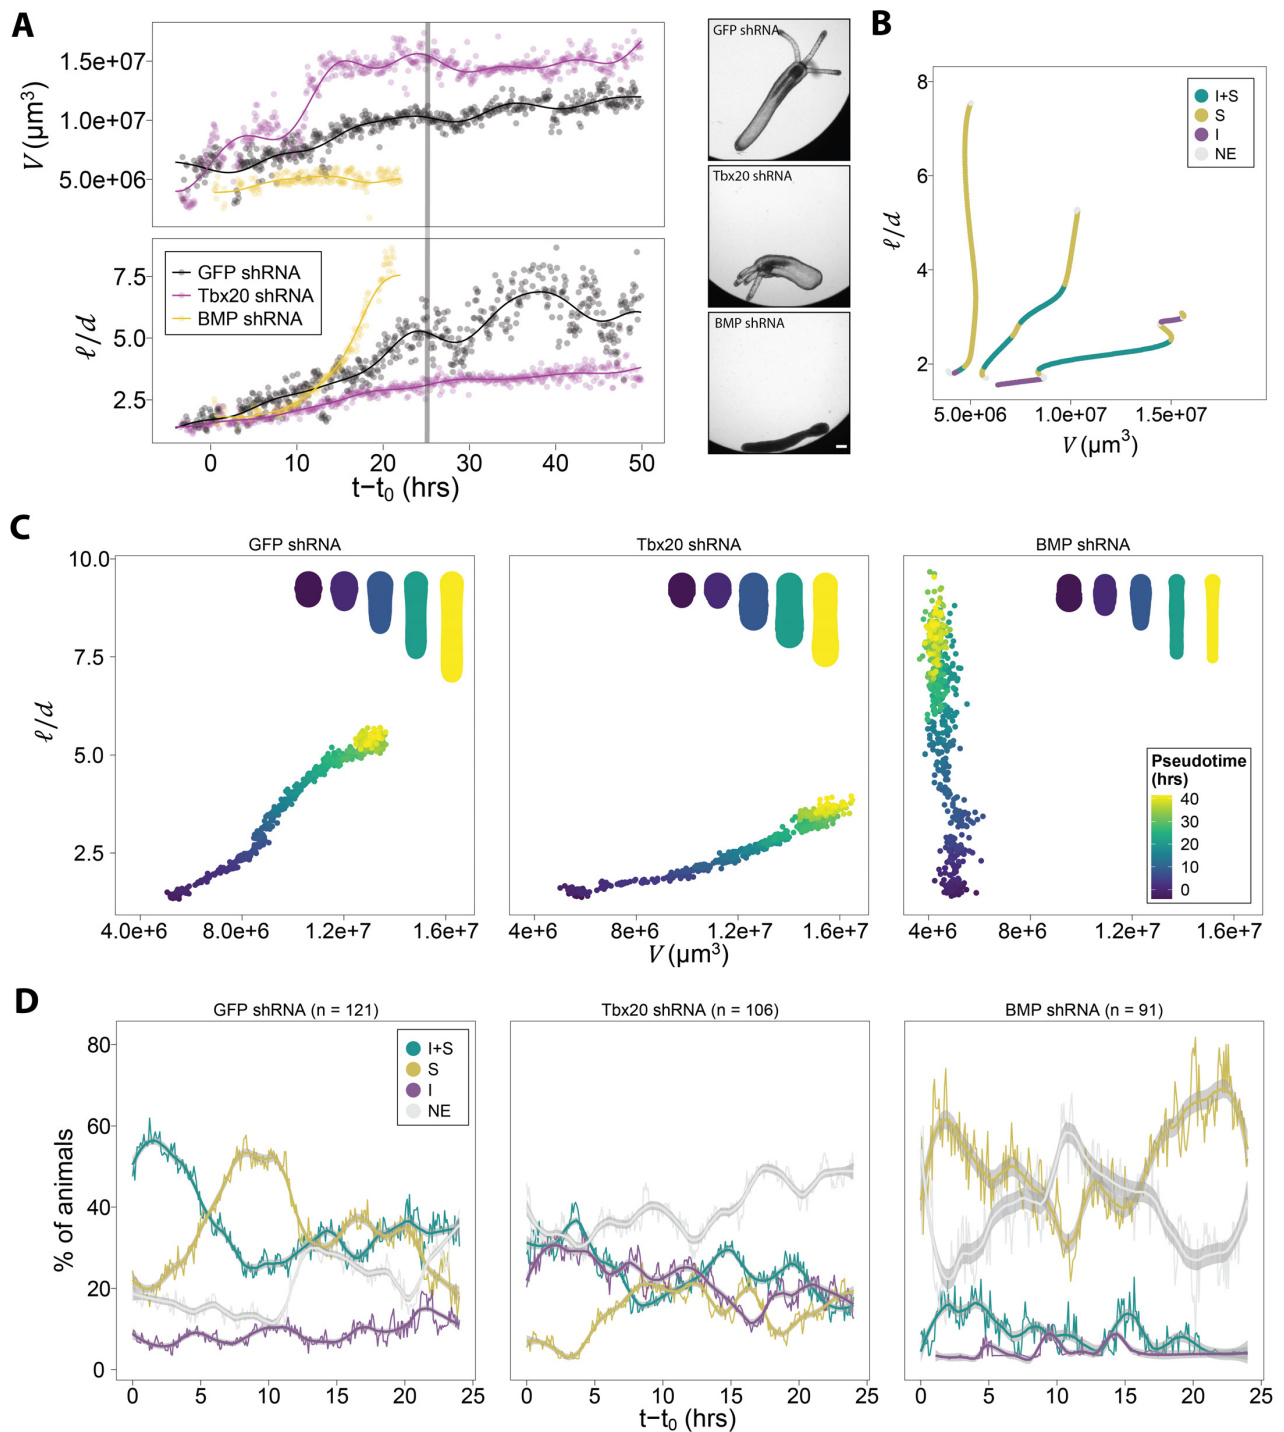 A
V (µm³)
1.5e+07
1.0e+07
5.0e+06
ℓ/d
7.5
5.0
2.5
GFP shRNA
Tbx20 shRNA
BMP shRNA
0 10 20 30 40 50
t−t₀ (hrs)
GFP shRNA
Tbx20 shRNA
BMP shRNA
B
ℓ/d
8
6
4
2
I+S
S
I
NE
5.0e+06 1.0e+07 1.5e+07
V (µm³)
C
GFP shRNA Tbx20 shRNA BMP shRNA
ℓ/d
10.0
7.5
5.0
2.5
Pseudotime
(hrs)
40
30
20
10
0
4.0e+6 8.0e+6 1.2e+7 1.6e+7
4e+6 8e+6 1.2e+7 1.6e+7
4e+6 8e+6 1.2e+7 1.6e+7
V (µm³)
D
GFP shRNA (n = 121) Tbx20 shRNA (n = 106) BMP shRNA (n = 91)
% of animals
80
60
40
20
0
I+S
S
I
NE
0 5 10 15 20 25
0 5 10 15 20 25
0 5 10 15 20 25
t−t₀ (hrs)